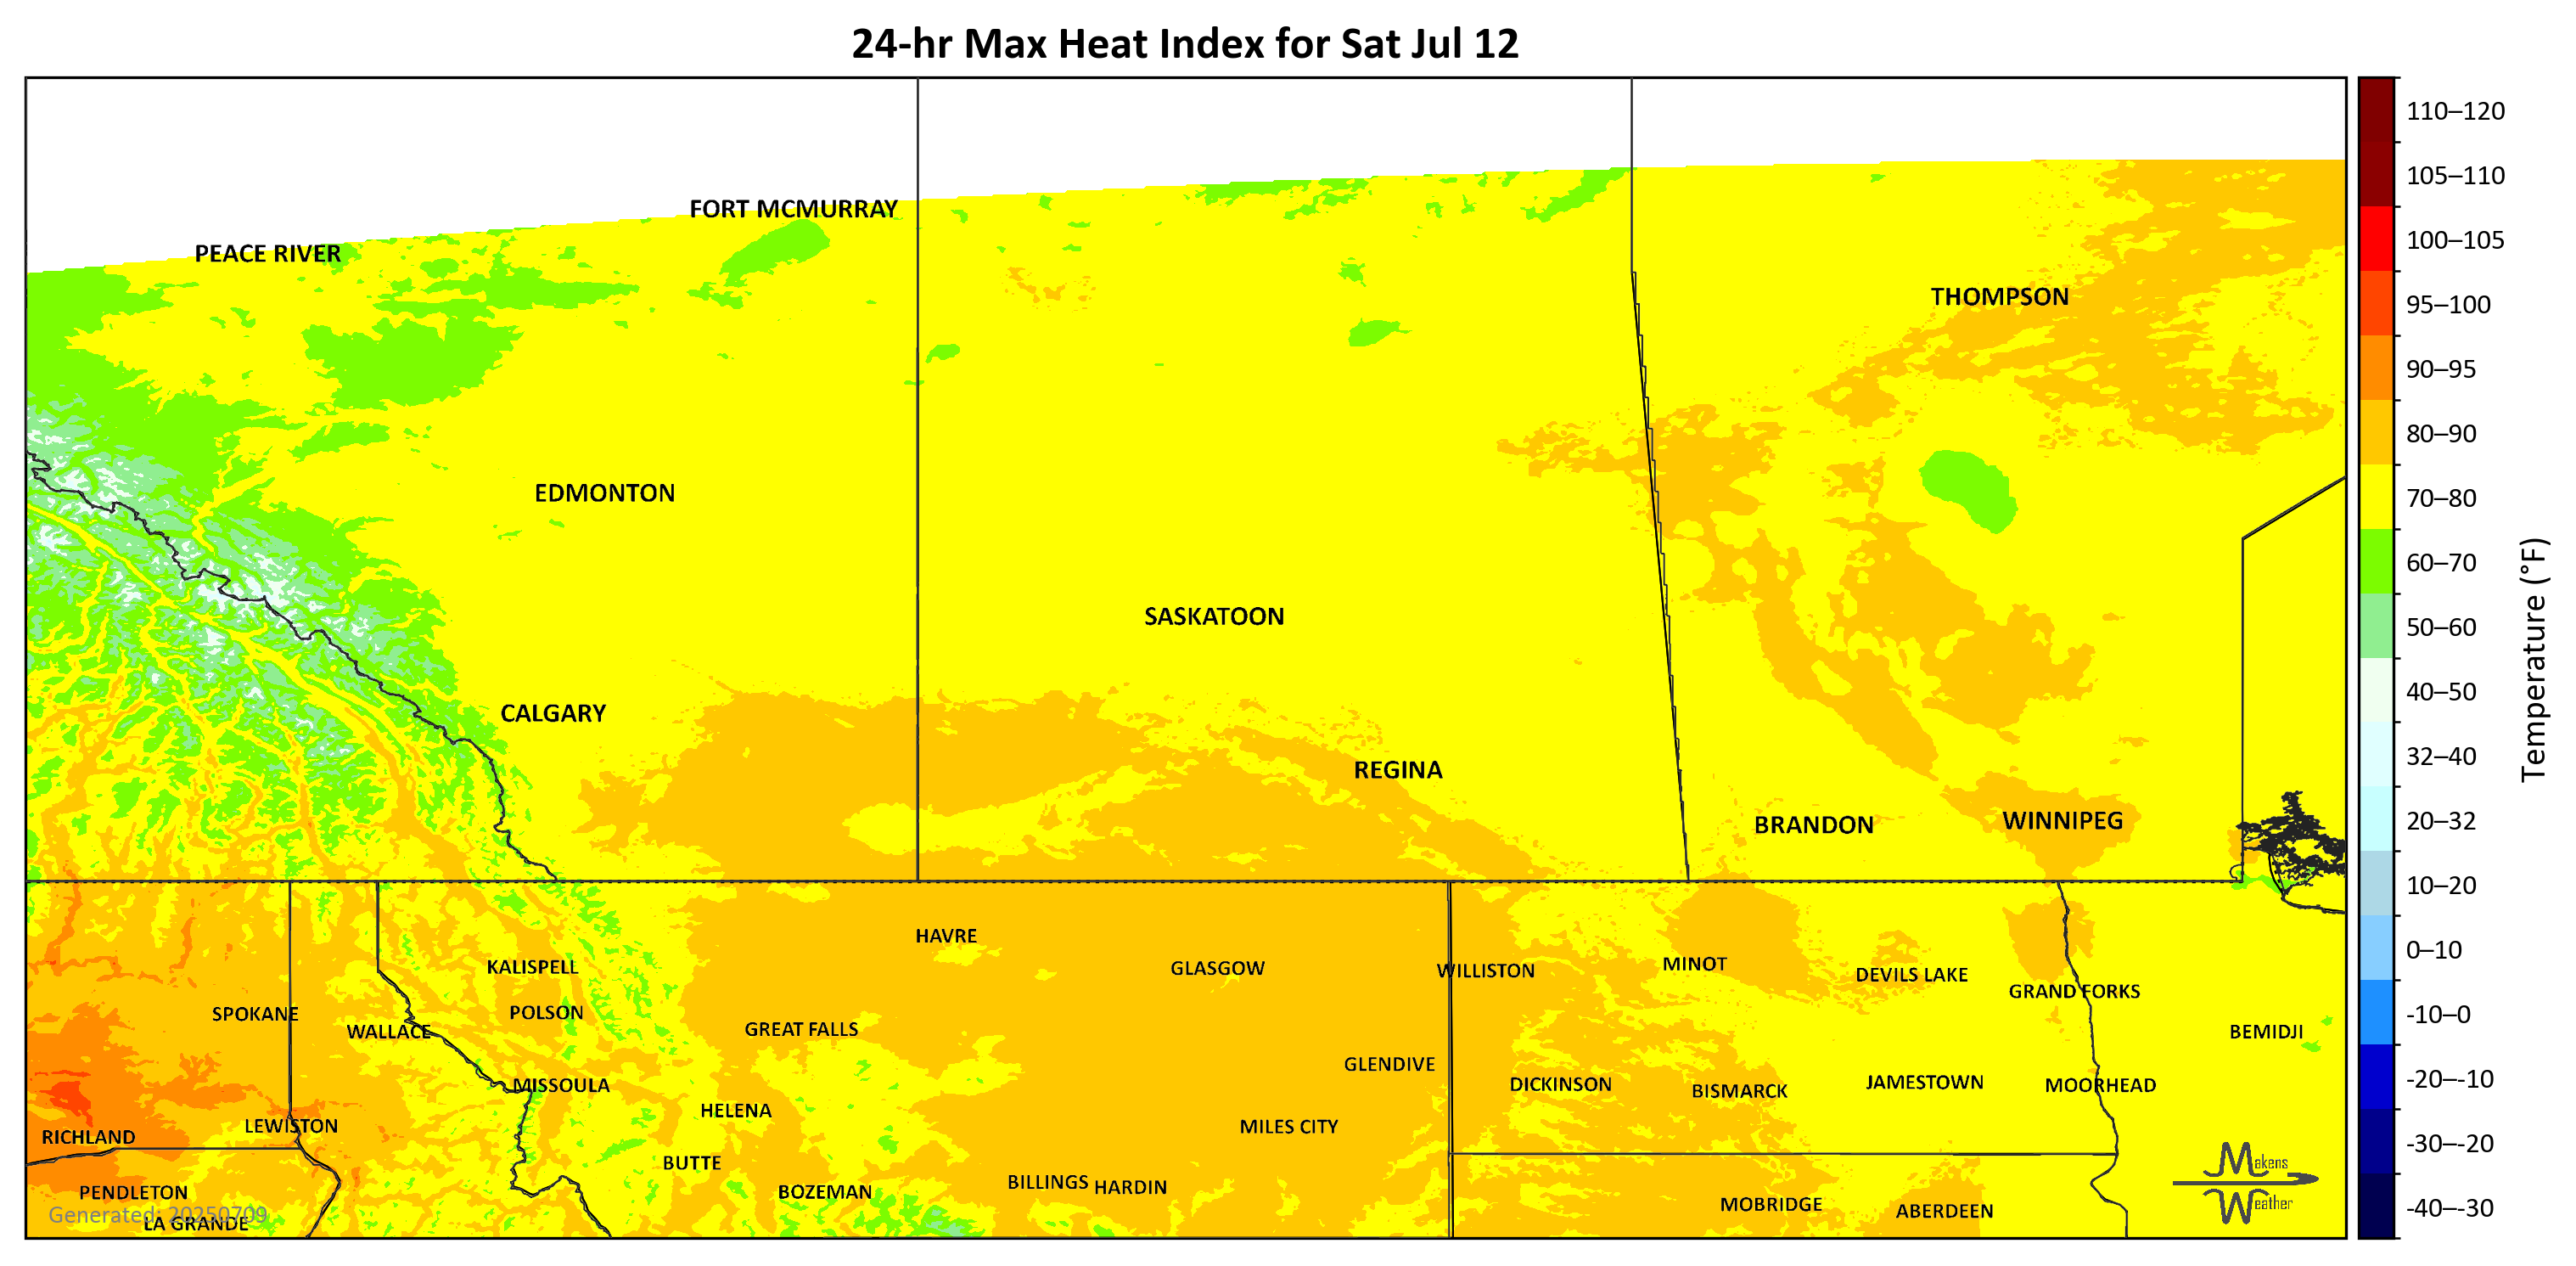 24-hr Max Heat Index for Sat Jul 12
FORT MCMURRAY
PEACE RIVER
THOMPSON
EDMONTON
SASKATOON
CALGARY
REGINA
BRANDON
WINNIPEG
HAVRE
KALISPELL
GLASGOW
WILLISTON
MINOT
DEVILS LAKE
GRAND FORKS
SPOKANE
POLSON
WALLACE
GREAT FALLS
BEMIDJI
GLENDIVE
MISSOULA
DICKINSON
BISMARCK
JAMESTOWN
MOORHEAD
HELENA
LEWISTON
MILES CITY
RICHLAND
BUTTE
BILLINGS
HARDIN
PENDLETON
BOZEMAN
MOBRIDGE
ABERDEEN
Generated: 20250709
LA GRANDE
Makens
Weather
110–120
105–110
100–105
95–100
90–95
80–90
70–80
60–70
50–60
40–50
32–40
20–32
10–20
0–10
-10–0
-20–-10
-30–-20
-40–-30
Temperature (°F)